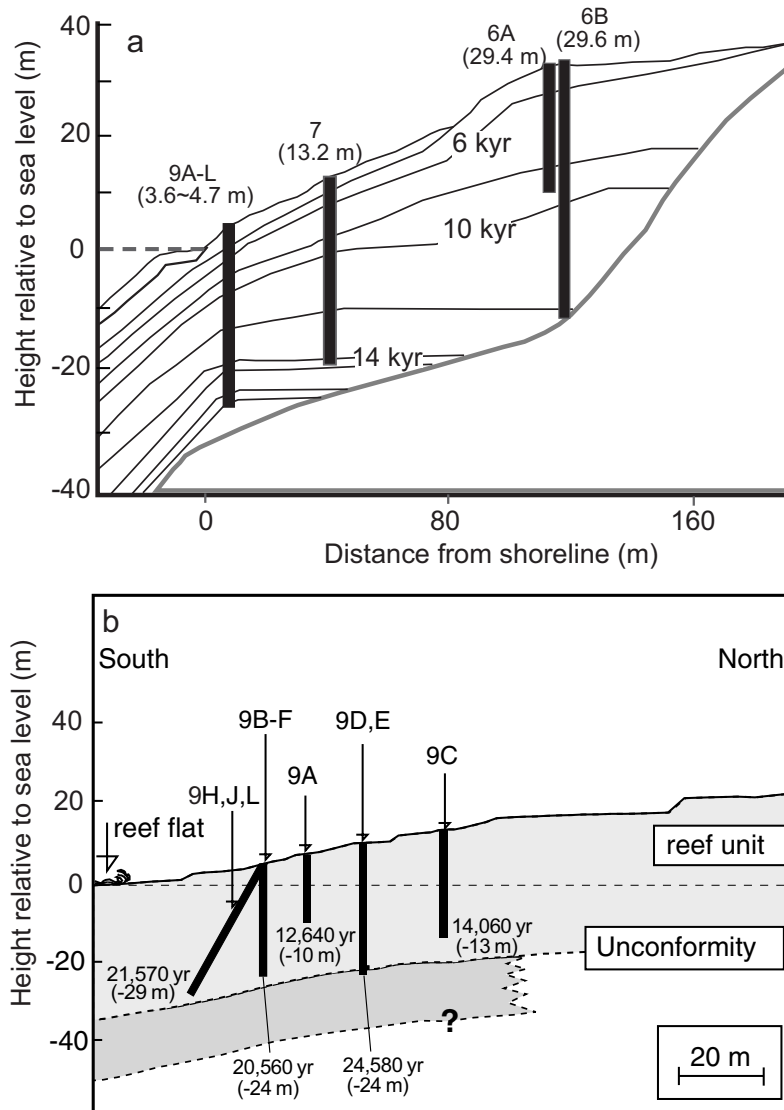 a
40
20
0
-20
-40
Height relative to sea level (m)
6A
(29.4 m)
6B
(29.6 m)
7
(13.2 m)
9A-L
(3.6~4.7 m)
6 kyr
10 kyr
14 kyr
0
80
160
Distance from shoreline (m)
b
South
North
Height relative to sea level (m)
40
20
0
-20
-40
9B-F
9D,E
9A
9C
9H,J,L
reef flat
reef unit
12,640 yr
(-10 m)
14,060 yr
(-13 m)
Unconformity
21,570 yr
(-29 m)
?
20,560 yr
(-24 m)
24,580 yr
(-24 m)
20 m